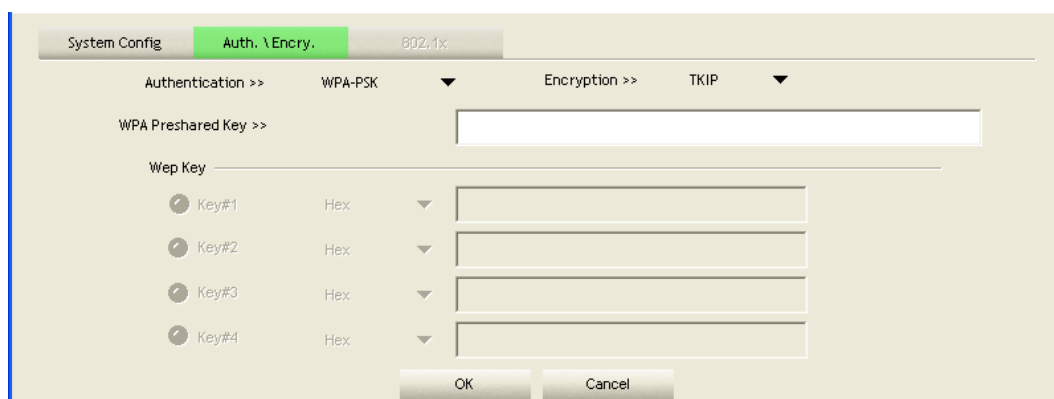 System Config Auth. \ Encry. 802.1x
Authentication >> WPA-PSK Encryption >> TKIP
WPA Preshared Key >>
Wep Key
Key#1 Hex
Key#2 Hex
Key#3 Hex
Key#4 Hex
OK Cancel